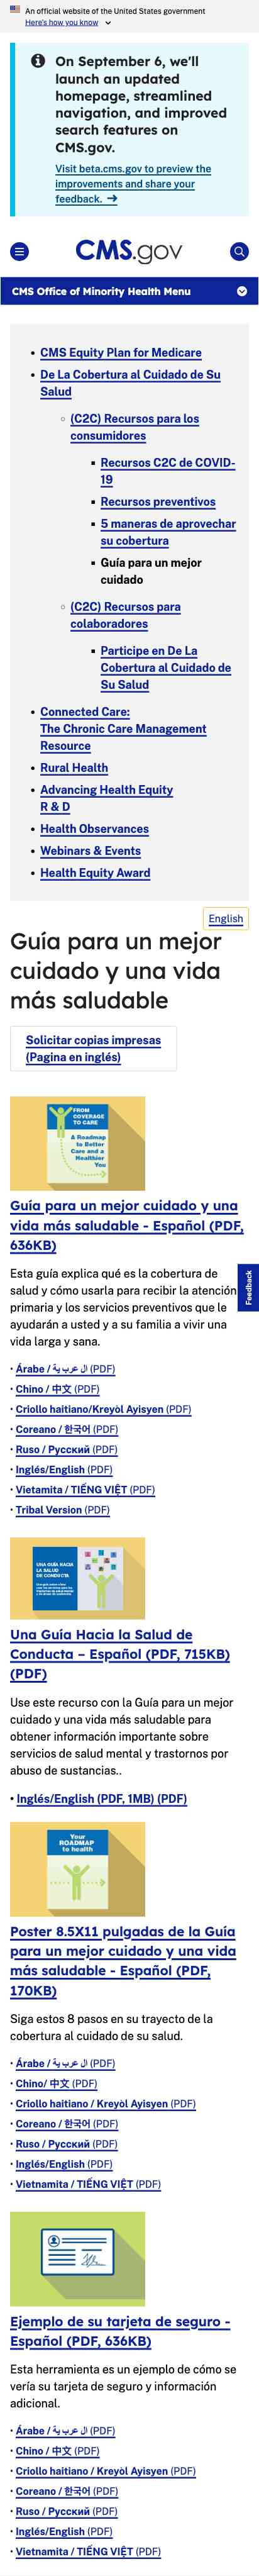 An official website of the United States government
Here's how you know
On September 6, we'll
launch an updated
homepage, streamlined
navigation, and improved
search features on
CMS.gov.
Visit beta.cms.gov to preview the
improvements and share your
feedback. →
CMS.gov
CMS Office of Minority Health Menu
• CMS Equity Plan for Medicare
• De La Cobertura al Cuidado de Su
Salud
◦ (C2C) Recursos para los
consumidores
▪ Recursos C2C de COVID-
19
▪ Recursos preventivos
▪ 5 maneras de aprovechar
su cobertura
▪ Guía para un mejor
cuidado
◦ (C2C) Recursos para
colaboradores
▪ Participe en De La
Cobertura al Cuidado de
Su Salud
• Connected Care:
The Chronic Care Management
Resource
• Rural Health
• Advancing Health Equity
R & D
• Health Observances
• Webinars & Events
• Health Equity Award
English
Guía para un mejor
cuidado y una vida
más saludable
Solicitar copias impresas
(Pagina en inglés)
FROM
COVERAGE
TO CARE
A Roadmap
to Better
Care and a
Healthier
You
Guía para un mejor cuidado y una
vida más saludable - Español (PDF,
636KB)
Feedback
Esta guía explica qué es la cobertura de
salud y cómo usarla para recibir la atención
primaria y los servicios preventivos que le
ayudarán a usted y a su familia a vivir una
vida larga y sana.
• Árabe / ال عرب ية (PDF)
• Chino / 中文 (PDF)
• Criollo haitiano/Kreyòl Ayisyen (PDF)
• Coreano / 한국어 (PDF)
• Ruso / Русский (PDF)
• Inglés/English (PDF)
• Vietamita / TIẾNG VIỆT (PDF)
• Tribal Version (PDF)
UNA GUÍA HACIA
LA SALUD
DE CONDUCTA
Una Guía Hacia la Salud de
Conducta – Español (PDF, 715KB)
(PDF)
Use este recurso con la Guía para un mejor
cuidado y una vida más saludable para
obtener información importante sobre
servicios de salud mental y trastornos por
abuso de sustancias..
• Inglés/English (PDF, 1MB) (PDF)
Your
ROADMAP
to health
Poster 8.5X11 pulgadas de la Guía
para un mejor cuidado y una vida
más saludable - Español (PDF,
170KB)
Siga estos 8 pasos en su trayecto de la
cobertura al cuidado de su salud.
• Árabe / ال عرب ية (PDF)
• Chino/ 中文 (PDF)
• Criollo haitiano / Kreyòl Ayisyen (PDF)
• Coreano / 한국어 (PDF)
• Ruso / Русский (PDF)
• Inglés/English (PDF)
• Vietnamita / TIẾNG VIỆT (PDF)
Ejemplo de su tarjeta de seguro -
Español (PDF, 636KB)
Esta herramienta es un ejemplo de cómo se
vería su tarjeta de seguro y información
adicional.
• Árabe / ال عرب ية (PDF)
• Chino / 中文 (PDF)
• Criollo haitiano / Kreyòl Ayisyen (PDF)
• Coreano / 한국어 (PDF)
• Ruso / Русский (PDF)
• Inglés/English (PDF)
• Vietnamita / TIẾNG VIỆT (PDF)